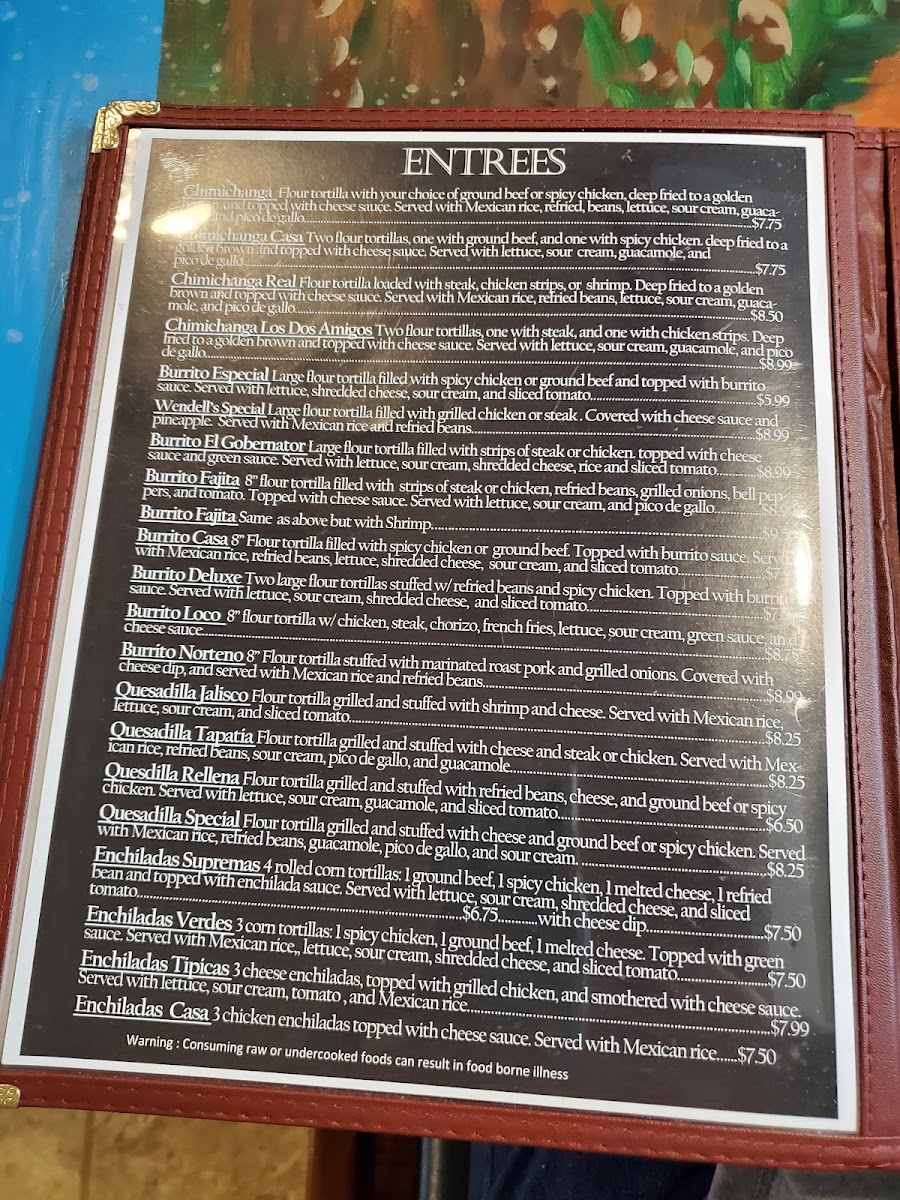 ENTREES
Chimichanga Flour tortilla with your choice of ground beef or spicy chicken, deep fried to a golden
brown and topped with cheese sauce. Served with Mexican rice, refried, beans, lettuce, sour cream, guaca-
and pico de gallo...$7.75
Chimichanga Casa Two flour tortillas, one with ground beef, and one with spicy chicken. deep fried to a
golden brown and topped with cheese sauce. Served with lettuce, sour cream, guacamole, and
pico de gallo...$7.75
Chimichanga Real Flour tortilla loaded with steak, chicken strips, or shrimp. Deep fried to a golden
brown and topped with cheese sauce. Served with Mexican rice, refried beans, lettuce, sour cream, guaca-
mole, and pico de gallo...$8.50
Chimichanga Los Dos Amigos Two flour tortillas, one with steak, and one with chicken strips. Deep
fried to a golden brown and topped with cheese sauce. Served with lettuce, sour cream, guacamole, and pico
de gallo...$8.99
Burrito Especial Large flour tortilla filled with spicy chicken or ground beef and topped with burrito
sauce. Served with lettuce, shredded cheese, sour cream, and sliced tomato...$5.99
Wendell's Special Large flour tortilla filled with grilled chicken or steak . Covered with cheese sauce and
pineapple. Served with Mexican rice and refried beans...$8.99
Burrito El Gobernator Large flour tortilla filled with strips of steak or chicken. topped with cheese
sauce and green sauce. Served with lettuce, sour cream, shredded cheese, rice and sliced tomato...$8.99
Burrito Fajita 8" flour tortilla filled with strips of steak or chicken, refried beans, grilled onions, bell pep
pers, and tomato. Topped with cheese sauce. Served with lettuce, sour cream, and pico de gallo...$8.99
Burrito Fajita Same as above but with Shrimp...
Burrito Casa 8" Flour tortilla filled with spicy chicken or ground beef. Topped with burrito sauce.
with Mexican rice, refried beans, lettuce, shredded cheese, sour cream, and sliced tomato...
Burrito Deluxe Two large flour tortillas stuffed w/ refried beans and spicy chicken. Topped with burrito
sauce. Served with lettuce, sour cream, shredded cheese, and sliced tomato...
Burrito Loco 8" flour tortilla w/ chicken, steak, chorizo, french fries, lettuce, sour cream, green sauce, and
cheese sauce...$8.75
Burrito Norteno 8" Flour tortilla stuffed with marinated roast pork and grilled onions. Covered with
cheese dip, and served with Mexican rice and refried beans...$8.99
Quesadilla Jalisco Flour tortilla grilled and stuffed with shrimp and cheese. Served with Mexican rice,
lettuce, sour cream, and sliced tomato...$8.25
Quesadilla Tapatia Flour tortilla grilled and stuffed with cheese and steak or chicken. Served with Mex-
ican rice, refried beans, sour cream, pico de gallo, and guacamole...$8.25
Quesdilla Rellena Flour tortilla grilled and stuffed with refried beans, cheese, and ground beef or spicy
chicken. Served with lettuce, sour cream, guacamole, and sliced tomato...$6.50
Quesadilla Special Flour tortilla grilled and stuffed with cheese and ground beef or spicy chicken. Served
with Mexican rice, refried beans, guacamole, pico de gallo, and sour cream. ...$8.25
Enchiladas Supremas 4 rolled corn tortillas: 1 ground beef, 1 spicy chicken, 1 melted cheese, 1 refried
bean and topped with enchilada sauce. Served with lettuce, sour cream, shredded cheese, and sliced
tomato...$6.75...with cheese dip...$7.50
Enchiladas Verdes 3 corn tortillas: 1 spicy chicken, 1 ground beef, 1 melted cheese. Topped with green
sauce. Served with Mexican rice,, lettuce, sour cream, shredded cheese, and sliced tomato...$7.50
Enchiladas Tipicas 3 cheese enchiladas, topped with grilled chicken, and smothered with cheese sauce.
Served with lettuce, sour cream, tomato , and Mexican rice...$7.99
Enchiladas Casa 3 chicken enchiladas topped with cheese sauce. Served with Mexican rice......$7.50
Warning : Consuming raw or undercooked foods can result in food borne illness